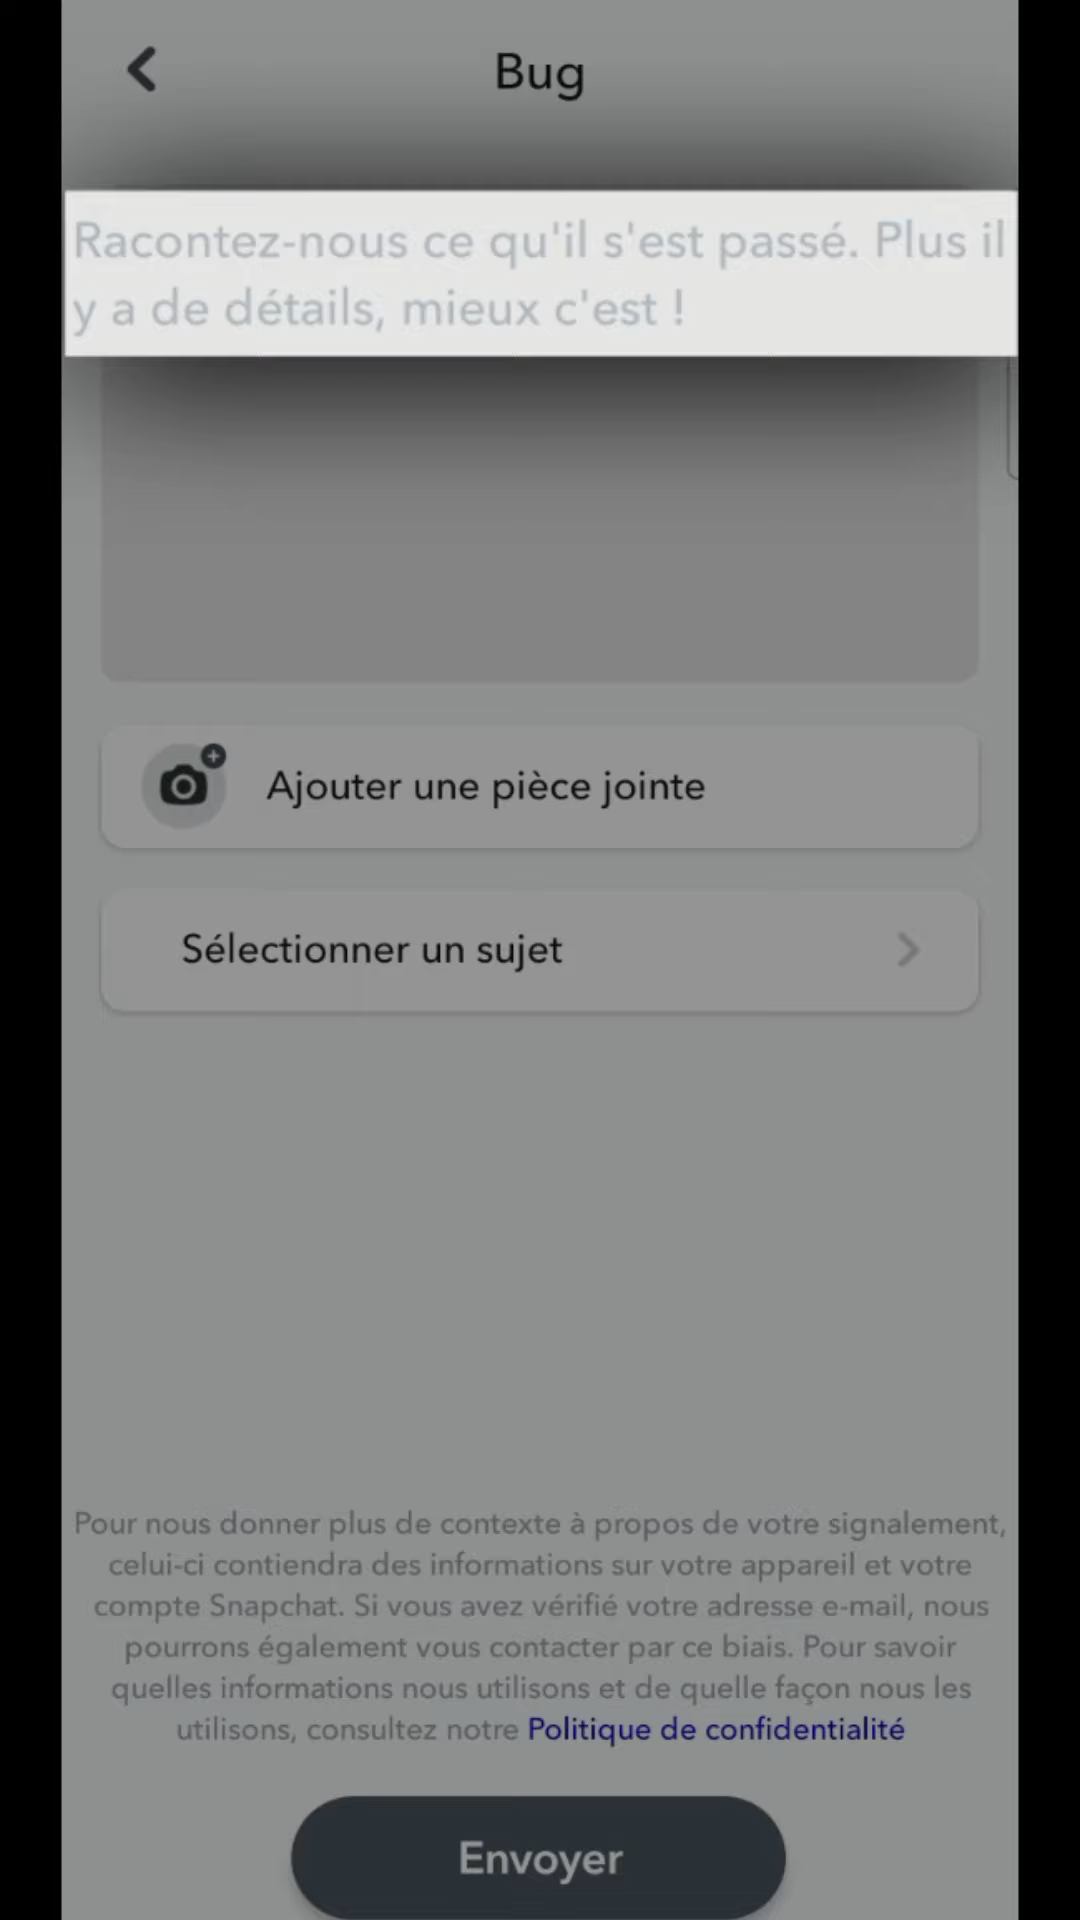 Bug
Racontez-nous ce qu'il s'est passé. Plus il
y a de détails, mieux c'est !
Ajouter une pièce jointe
Sélectionner un sujet
Pour nous donner plus de contexte à propos de votre signalement,
celui-ci contiendra des informations sur votre appareil et votre
compte Snapchat. Si vous avez vérifié votre adresse e-mail, nous
pourrons également vous contacter par ce biais. Pour savoir
quelles informations nous utilisons et de quelle façon nous les
utilisons, consultez notre Politique de confidentialité
Envoyer